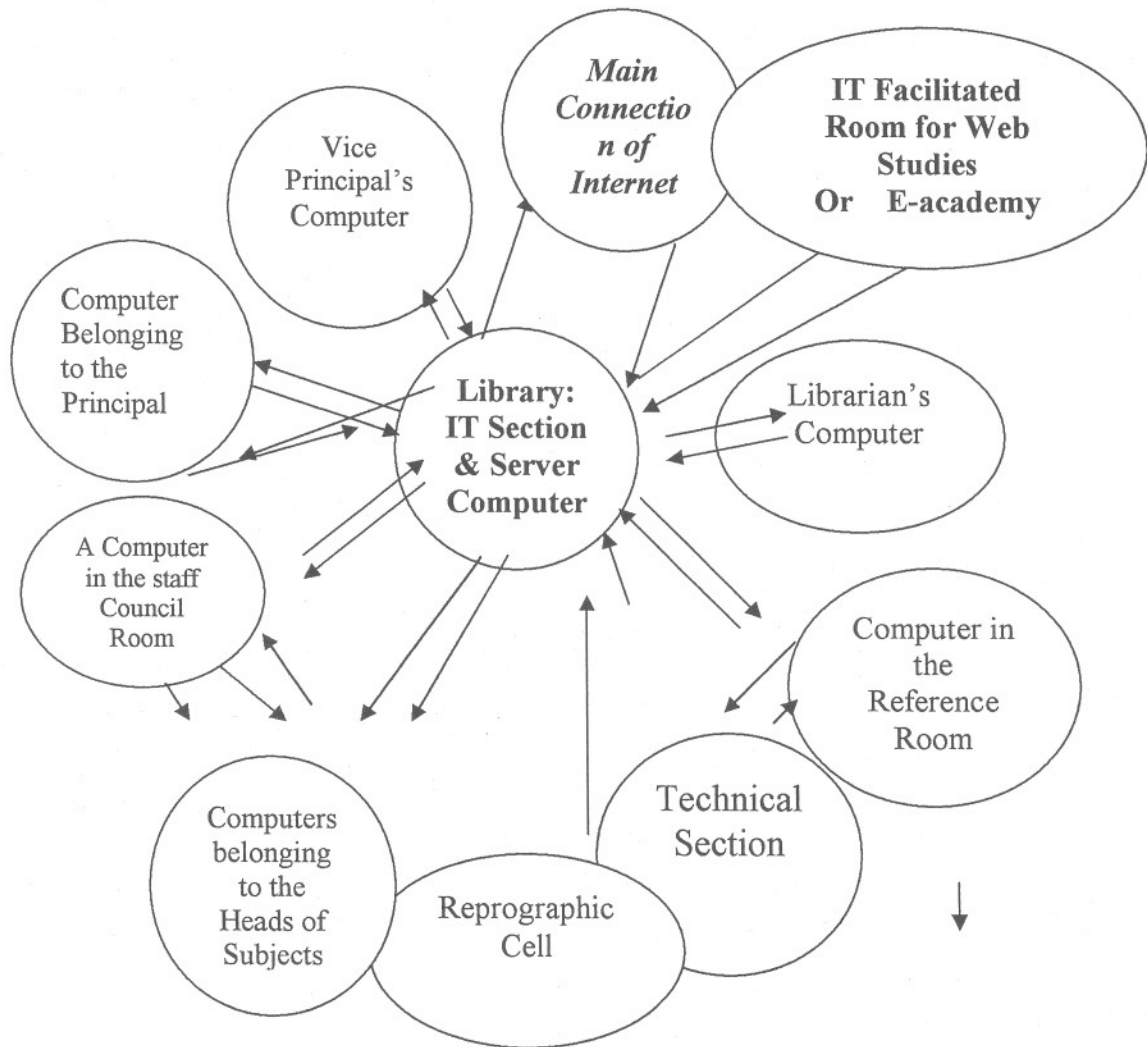 Main
Connectio
n of
Internet
IT Facilitated
Room for Web
Studies
Or E-academy
Vice
Principal's
Computer
Computer
Belonging
to the
Principal
Library:
IT Section
& Server
Computer
Librarian's
Computer
A Computer
in the staff
Council
Room
Computer in
the
Reference
Room
Technical
Section
Computers
belonging
to the
Heads of
Subjects
Reprographic
Cell